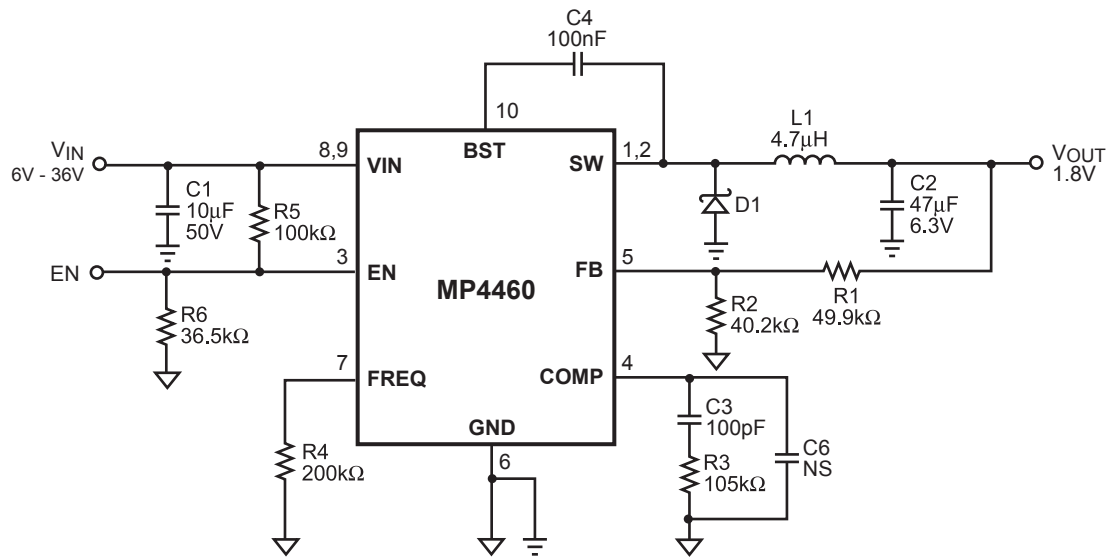 C4
100nF
10
L1
4.7µH
VIN
6V - 36V
8,9
VIN
BST
SW
1,2
VOUT
1.8V
C1
10µF
50V
R5
100kΩ
D1
C2
47µF
6.3V
EN
3
EN
MP4460
FB
5
R6
36.5kΩ
R2
40.2kΩ
R1
49.9kΩ
7
FREQ
COMP
4
C3
100pF
GND
R4
200kΩ
6
R3
105kΩ
C6
NS